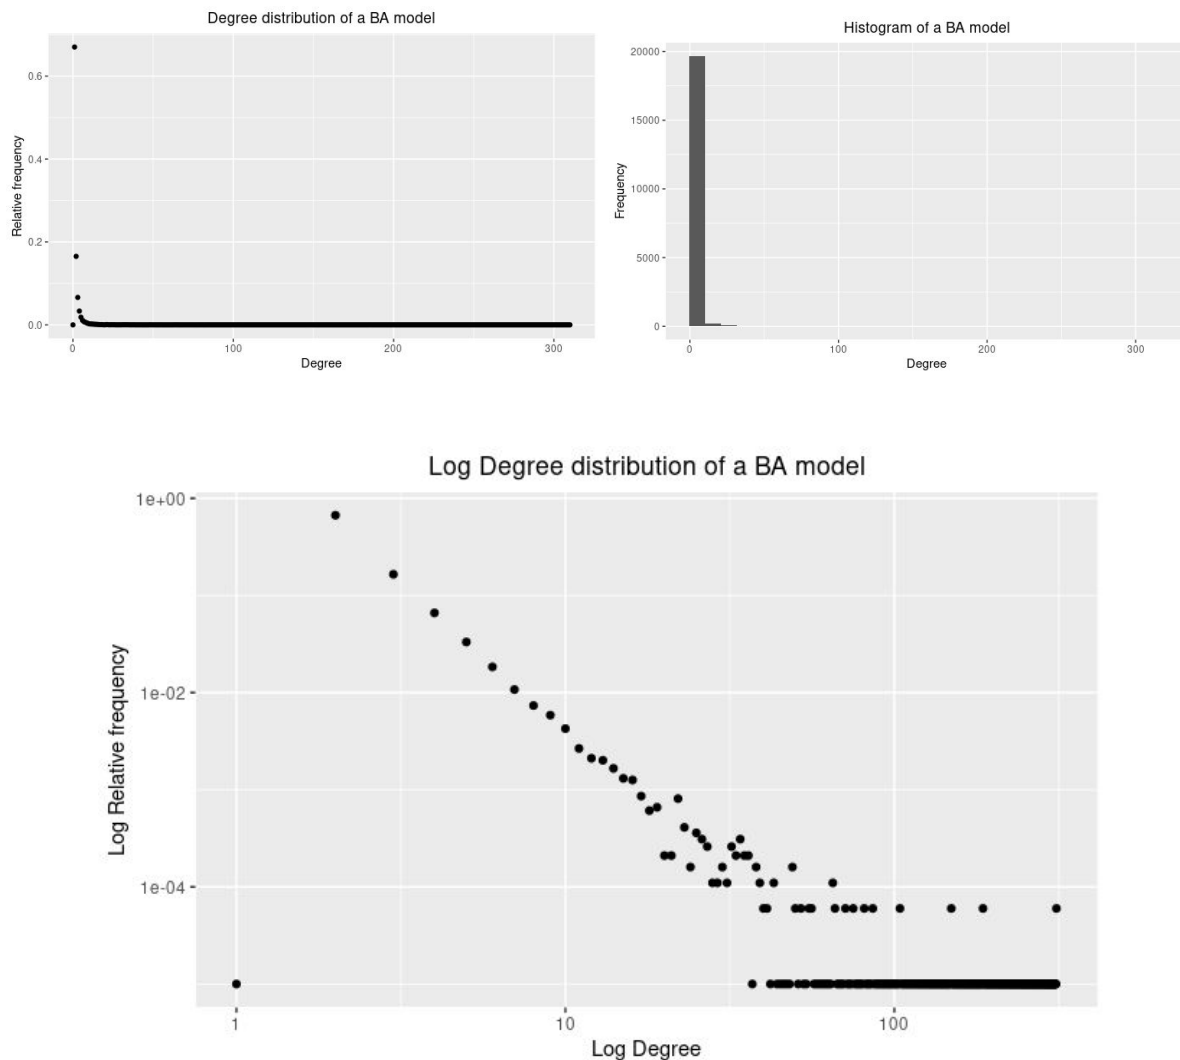 Degree distribution of a BA model
Relative frequency
0.6
0.4
0.2
0.0
0 100 200 300
Degree
Histogram of a BA model
Frequency
20000
15000
10000
5000
0
0 100 200 300
Degree
Log Degree distribution of a BA model
Log Relative frequency
1e+00
1e-02
1e-04
1 10 100
Log Degree